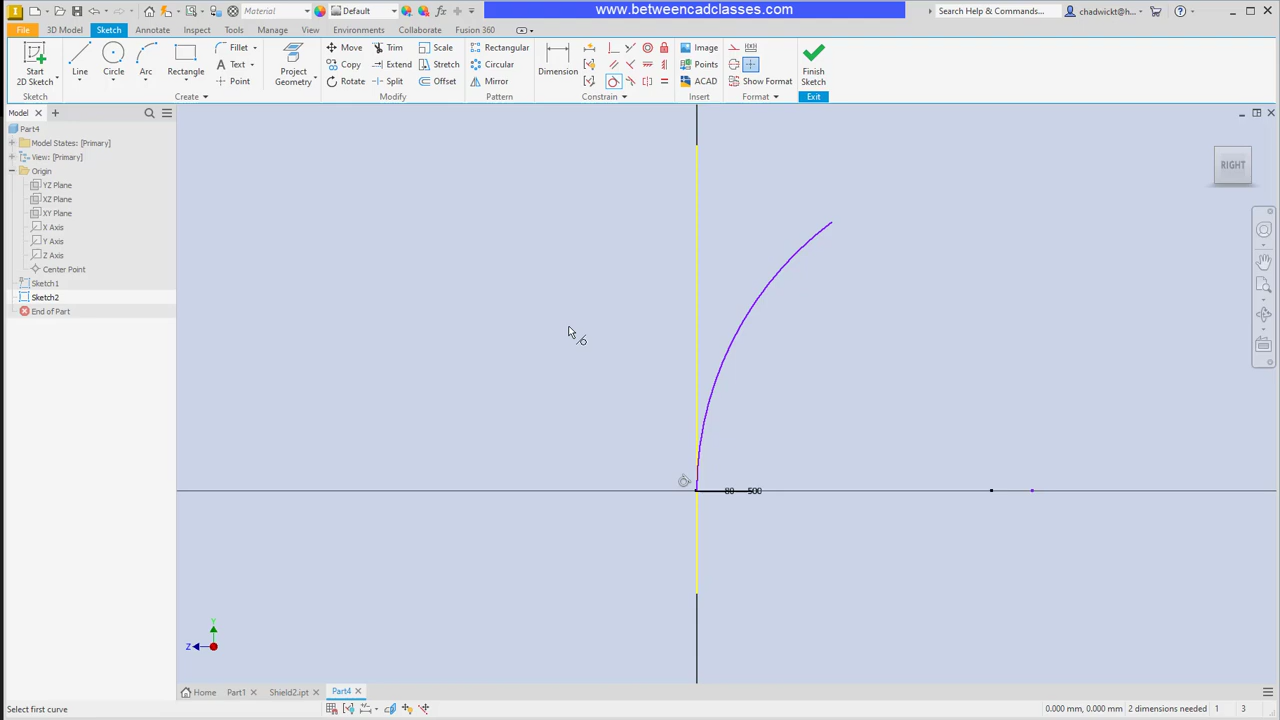 Material
Default
www.betweencadclasses.com
Search Help & Commands...
chadwickt@h...
File
3D Model
Sketch
Annotate
Inspect
Tools
Manage
View
Environments
Collaborate
Fusion 360
Start
2D Sketch
Line
Circle
Arc
Rectangle
Fillet
Text
Point
Project
Geometry
Move
Copy
Rotate
Trim
Extend
Split
Scale
Stretch
Offset
Rectangular
Circular
Mirror
Dimension
Image
Points
ACAD
Show Format
Finish
Sketch
Sketch
Create
Modify
Pattern
Constrain
Insert
Format
Exit
Model
Part4
Model States: [Primary]
View: [Primary]
Origin
YZ Plane
XZ Plane
XY Plane
X Axis
Y Axis
Z Axis
Center Point
Sketch1
Sketch2
End of Part
RIGHT
80
500
Y
Z
Home
Part1
Shield2.ipt
Part4
Select first curve
0.000 mm, 0.000 mm
2 dimensions needed
1
3